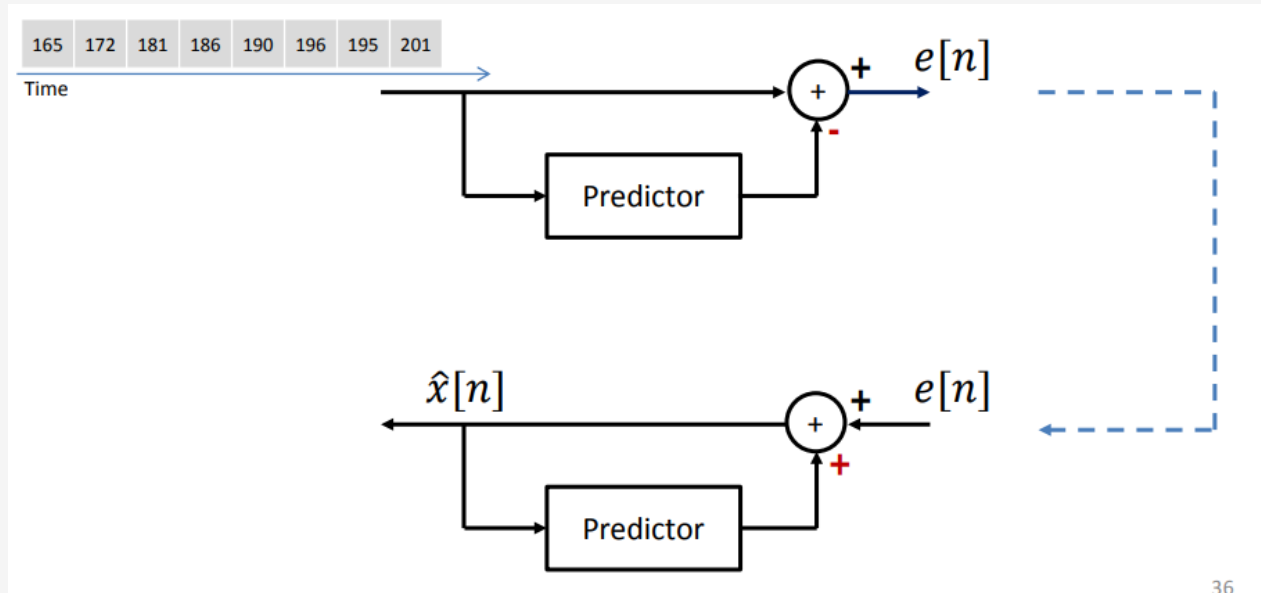 165 172 181 186 190 196 195 201
Time
+ e[n]
+
-
Predictor
x̂[n] + e[n]
+
+
Predictor
36